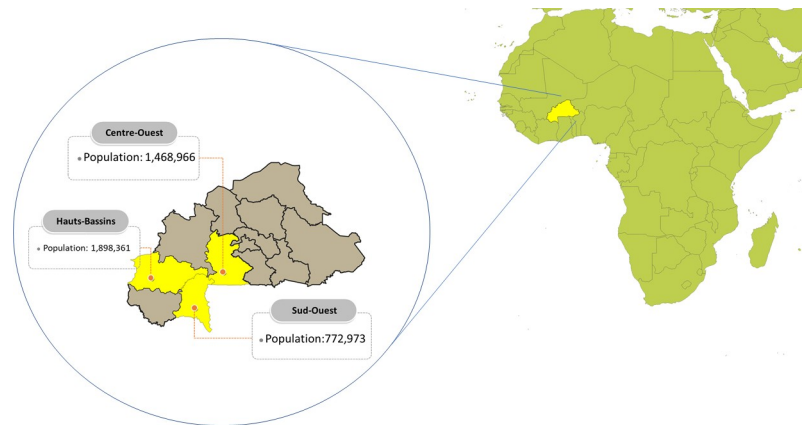 Centre-Ouest
• Population: 1,468,966
Hauts-Bassins
• Population: 1,898,361
Sud-Ouest
• Population:772,973